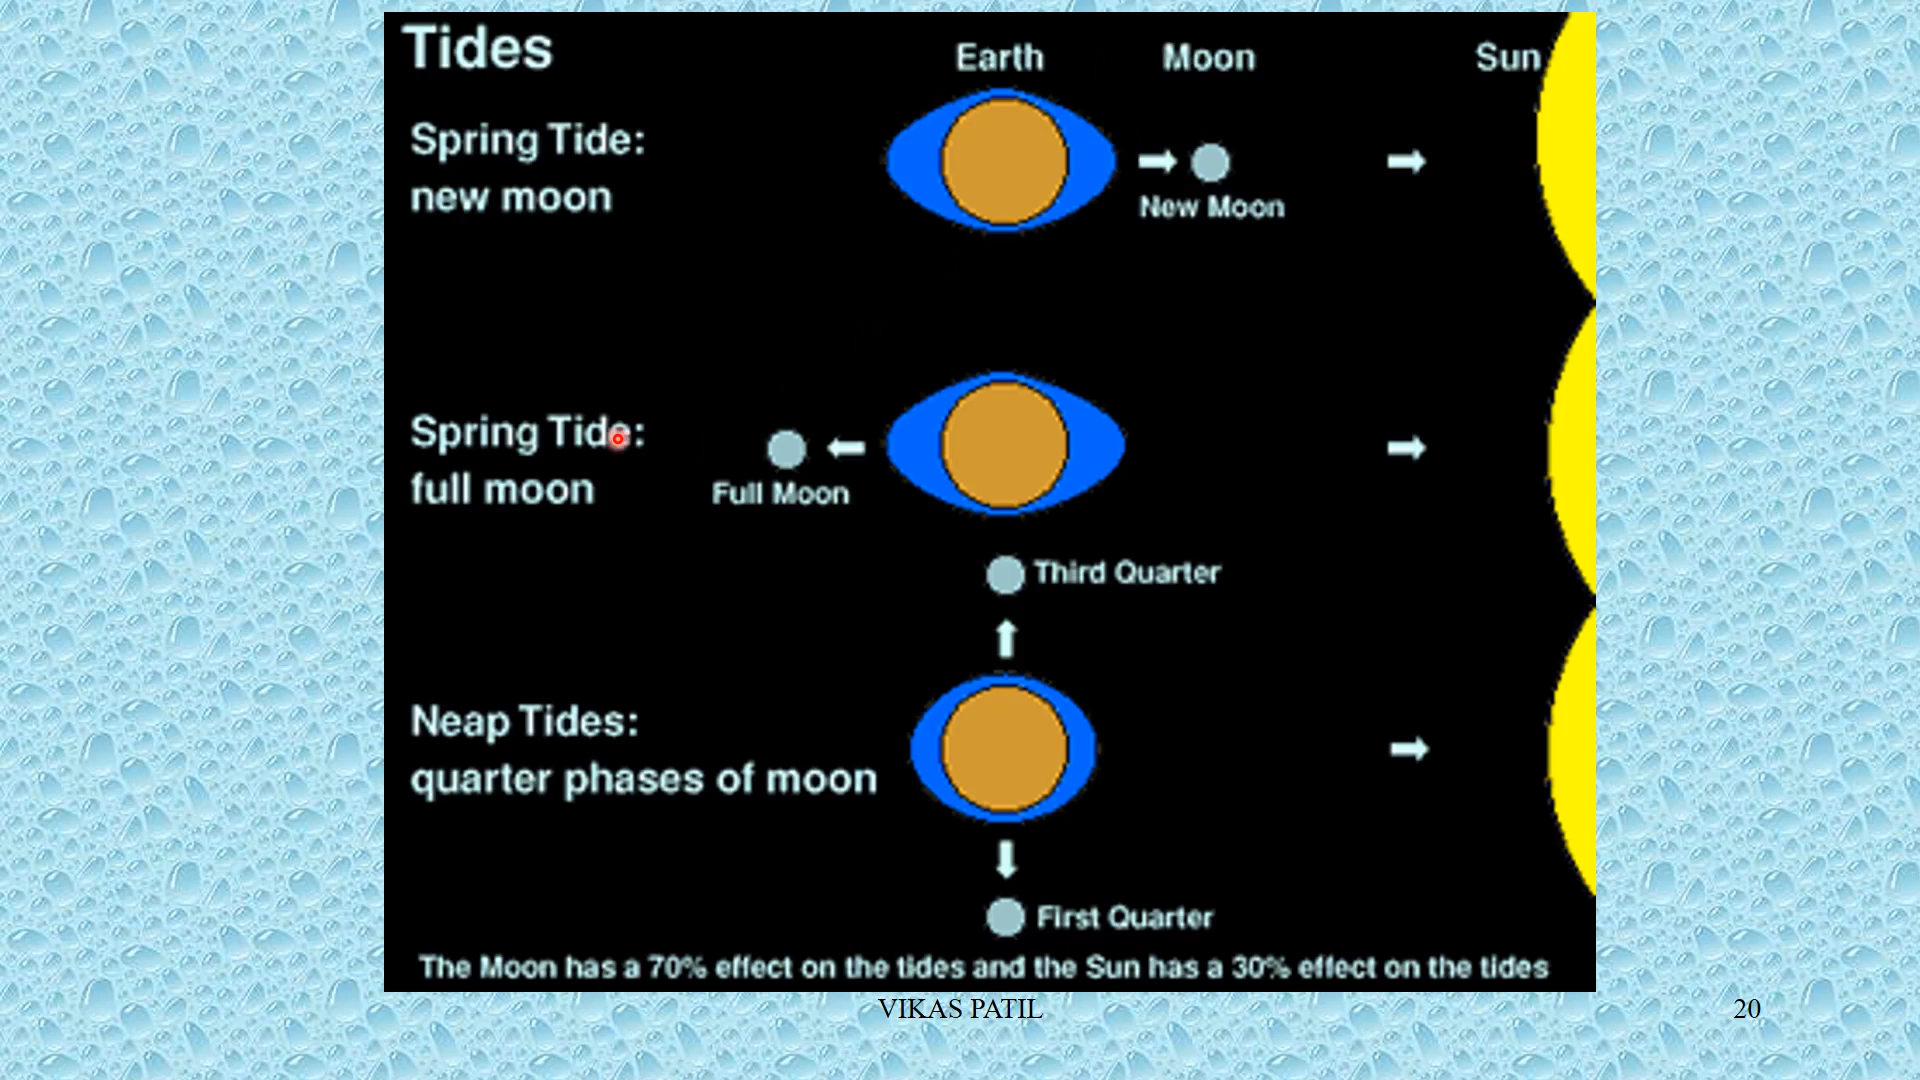 Tides
Earth
Moon
Sun
Spring Tide:
new moon
New Moon
Spring Tide:
full moon
Full Moon
Third Quarter
Neap Tides:
quarter phases of moon
First Quarter
The Moon has a 70% effect on the tides and the Sun has a 30% effect on the tides
VIKAS PATIL
20